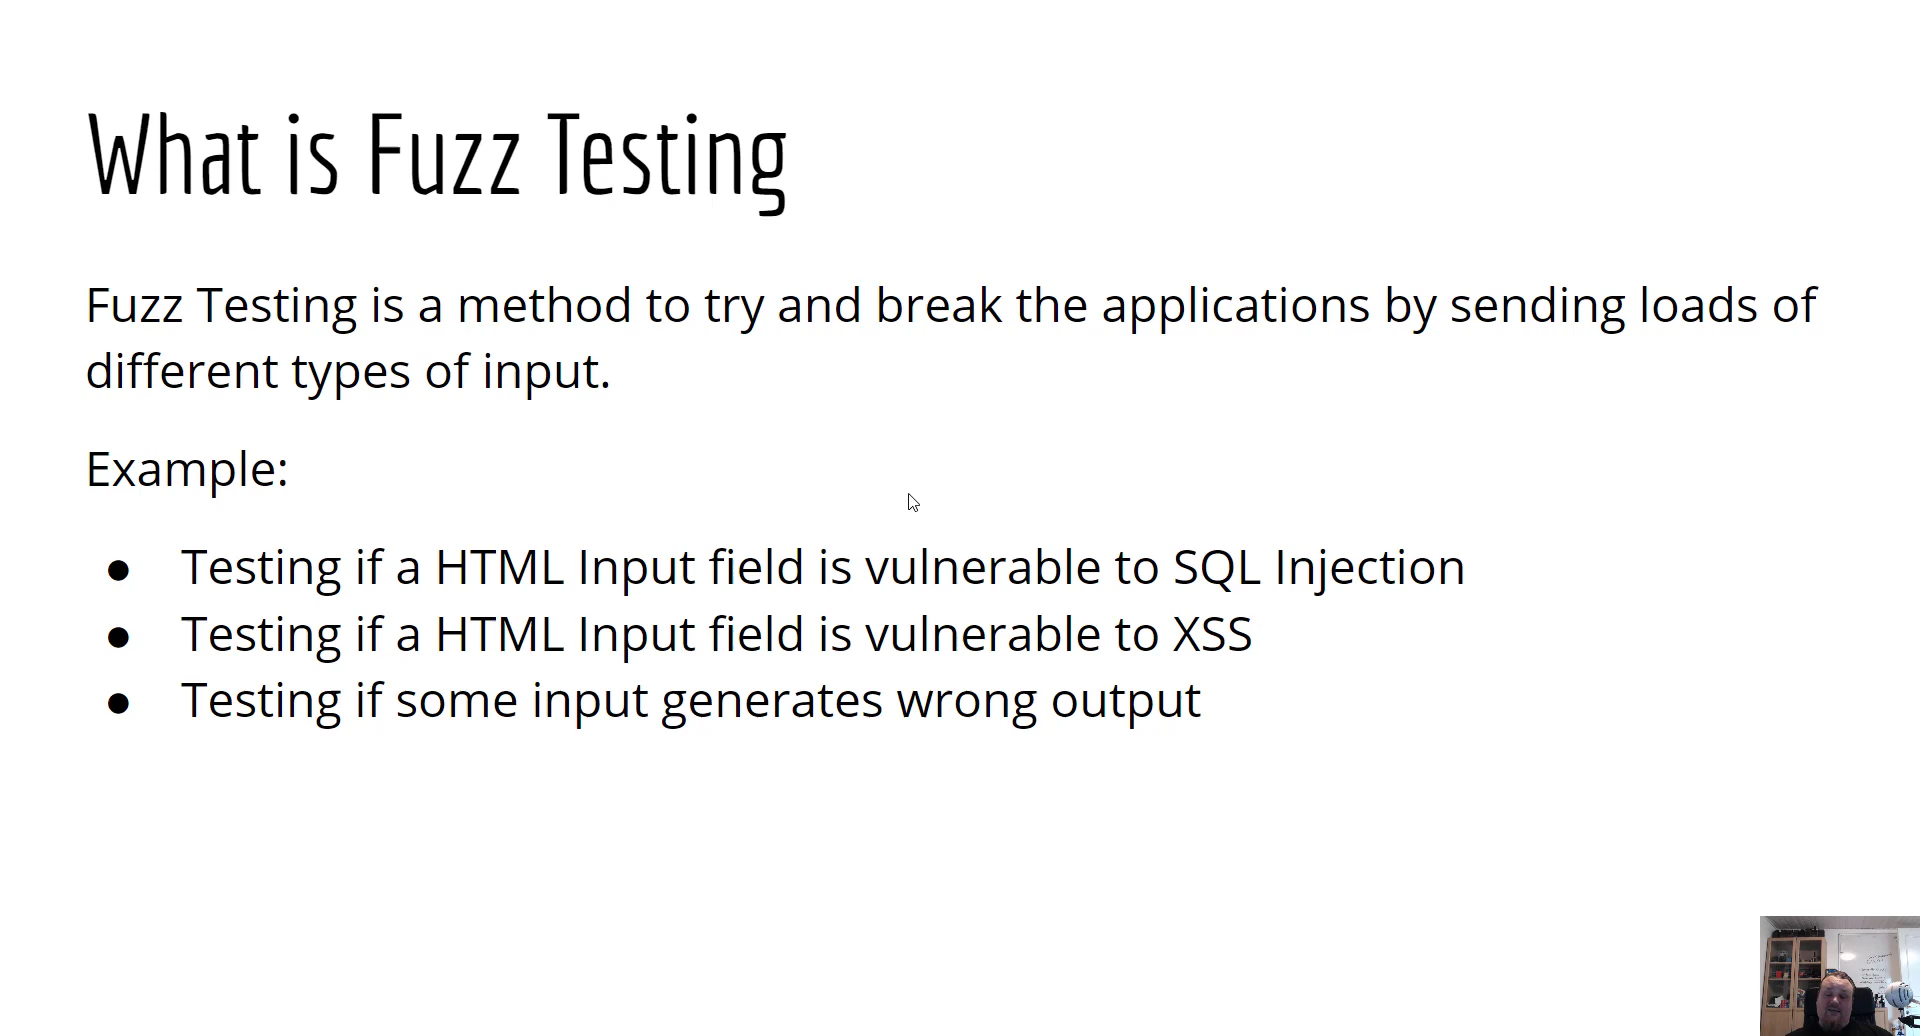 What is Fuzz Testing
Fuzz Testing is a method to try and break the applications by sending loads of
different types of input.
Example:
● Testing if a HTML Input field is vulnerable to SQL Injection
● Testing if a HTML Input field is vulnerable to XSS
● Testing if some input generates wrong output